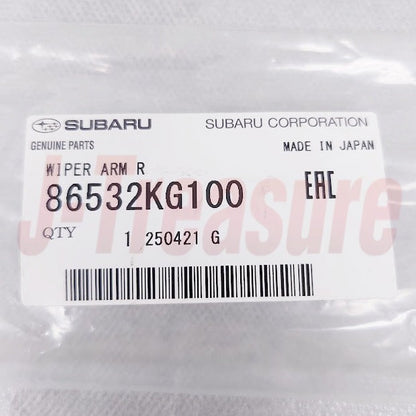 SUBARU SUBARU CORPORATION
GENUINE PARTS MADE IN JAPAN
WIPER ARM R
86532KG100 EAC
QTY 1 250421 G
J-Treasure